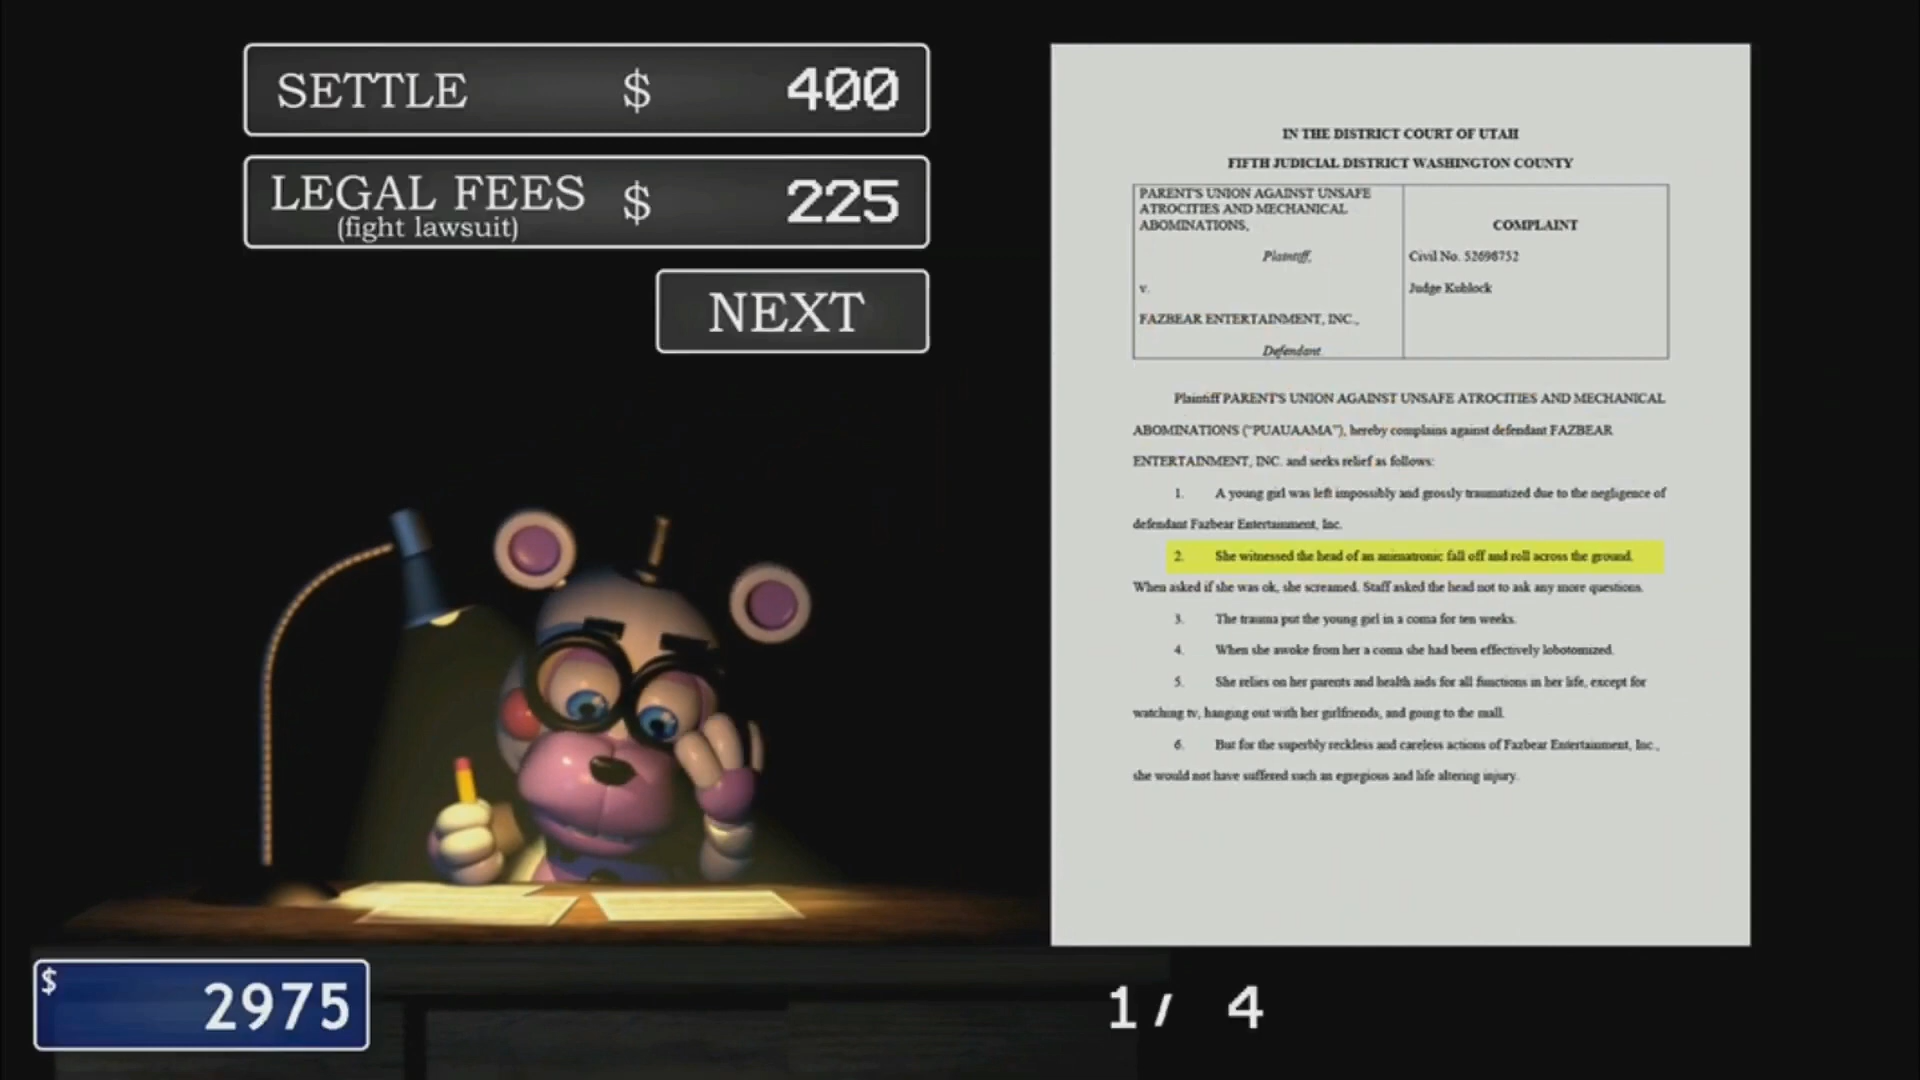 SETTLE $ 400
LEGAL FEES $ 225
(fight lawsuit)
NEXT
IN THE DISTRICT COURT OF UTAH
FIFTH JUDICIAL DISTRICT WASHINGTON COUNTY
PARENT'S UNION AGAINST UNSAFE
ATROCITIES AND MECHANICAL
ABOMINATIONS,
Plaintiff,
v.
FAZBEAR ENTERTAINMENT, INC.,
Defendant.
COMPLAINT
Civil No. 52698752
Judge Kublock
Plaintiff PARENT'S UNION AGAINST UNSAFE ATROCITIES AND MECHANICAL
ABOMINATIONS ("PUAUAAMA"), hereby complains against defendant FAZBEAR
ENTERTAINMENT, INC. and seeks relief as follows:
1. A young girl was left impossibly and grossly traumatized due to the negligence of
defendant Fazbear Entertainment, Inc.
2. She witnessed the head of an animatronic fall off and roll across the ground.
When asked if she was ok, she screamed. Staff asked the head not to ask any more questions.
3. The trauma put the young girl in a coma for ten weeks.
4. When she awoke from her a coma she had been effectively lobotomized.
5. She relies on her parents and health aids for all functions in her life, except for
watching tv, hanging out with her girlfriends, and going to the mall.
6. But for the superbly reckless and careless actions of Fazbear Entertainment, Inc.,
she would not have suffered such an egregious and life altering injury.
$ 2975
1 / 4